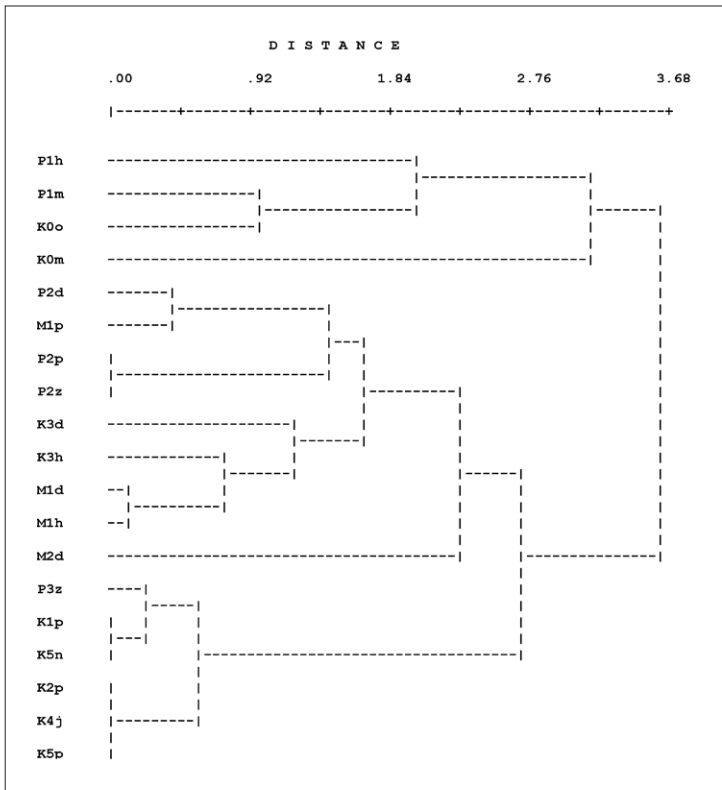 D I S T A N C E
.00 .92 1.84 2.76 3.68
P1h
P1m
K0o
K0m
P2d
M1p
P2p
P2z
K3d
K3h
M1d
M1h
M2d
P3z
K1p
K5n
K2p
K4j
K5p